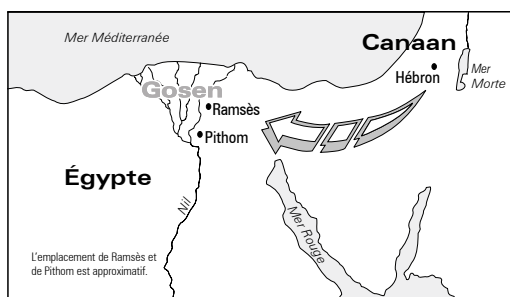 Mer Méditerranée
Canaan
Hébron
Mer
Morte
Gosen
Ramsès
Pithom
Égypte
Nil
Mer Rouge
L'emplacement de Ramsès et
de Pithom est approximatif.